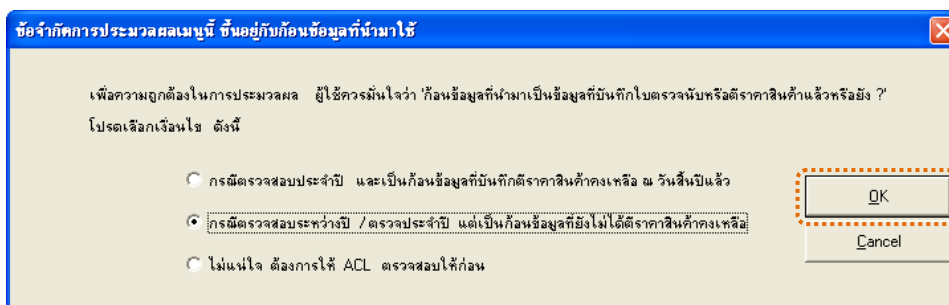 ข้อจำกัดการประมวลผลเมนูนี้ ขึ้นอยู่กับก้อนข้อมูลที่นำมาใช้
เพื่อความถูกต้องในการประมวลผล ผู้ใช้ควรมั่นใจว่า 'ก้อนข้อมูลที่นำมาเป็นข้อมูลที่บันทึกใบตรวจนับหรือตีราคาสินค้าแล้วหรือยัง ?'
โปรดเลือกเงื่อนไข ดังนี้
กรณีตรวจสอบประจำปี และเป็นก้อนข้อมูลที่บันทึกตีราคาสินค้าคงเหลือ ณ วันสิ้นปีแล้ว
กรณีตรวจสอบระหว่างปี /ตรวจประจำปี แต่เป็นก้อนข้อมูลที่ยังไม่ได้ตีราคาสินค้าคงเหลือ
ไม่แน่ใจ ต้องการให้ ACL ตรวจสอบให้ก่อน
OK
Cancel